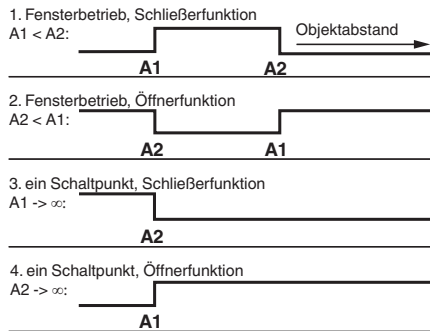 1. Fensterbetrieb, Schließerfunktion
A1 < A2:
Objektabstand
A1 A2
2. Fensterbetrieb, Öffnerfunktion
A2 < A1:
A2 A1
3. ein Schaltpunkt, Schließerfunktion
A1 -> ∞:
A2
4. ein Schaltpunkt, Öffnerfunktion
A2 -> ∞:
A1